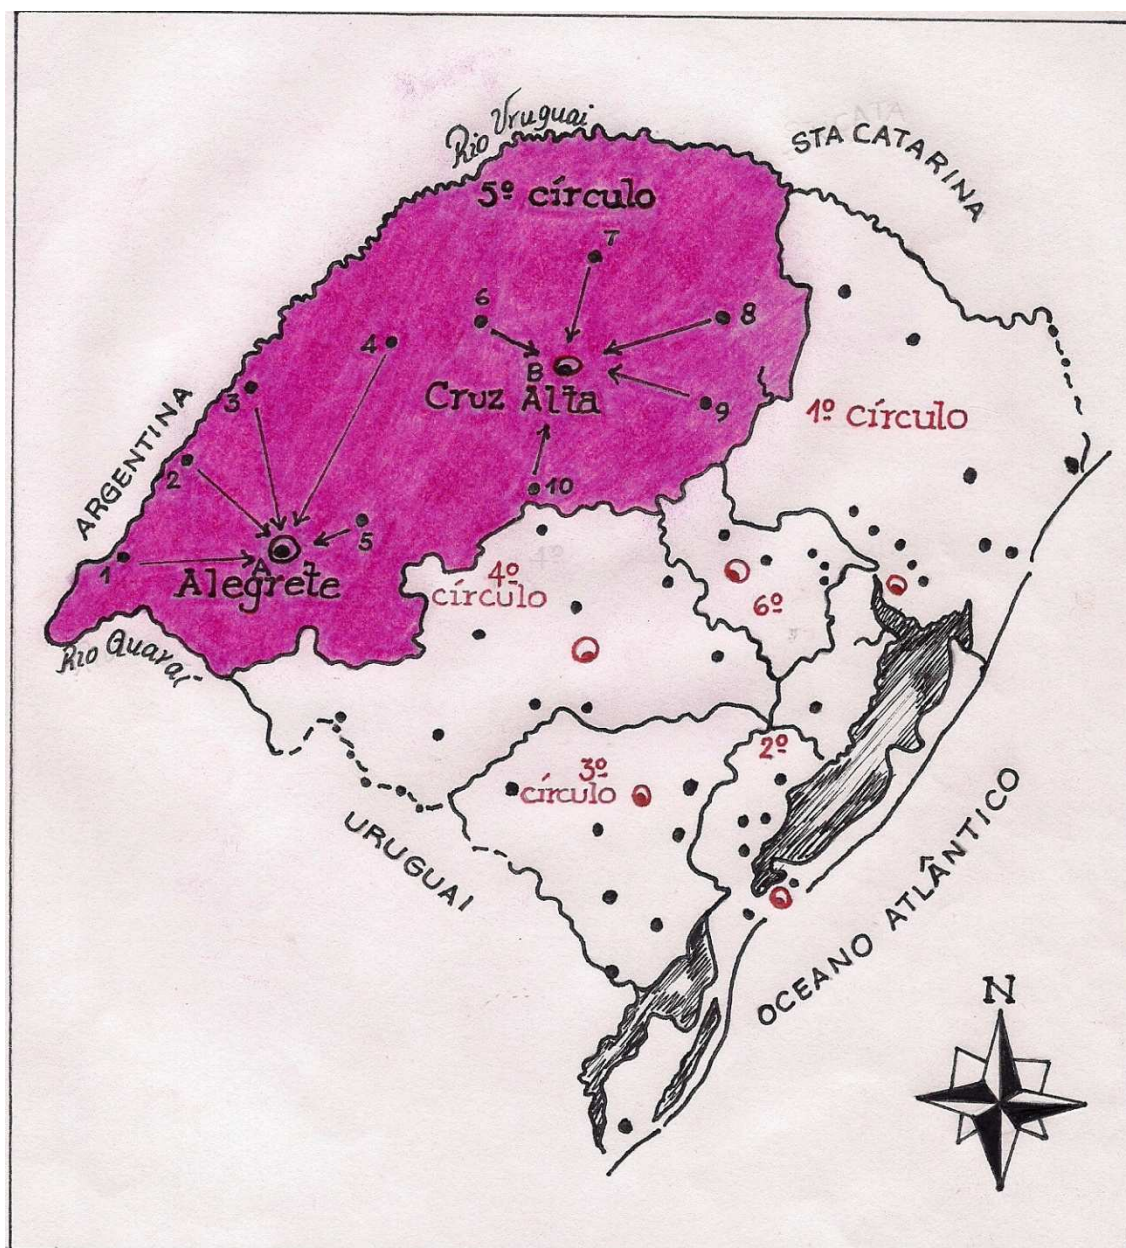 Rio Uruguai
STA CATARINA
5º círculo
7
6
8
4
B
Cruz Alta
3
9
1º círculo
ARGENTINA
2
10
5
A
1
Alegrete
4º
círculo
6º
Rio Quaraí
2º
3º
círculo
URUGUAI
OCEANO ATLÂNTICO
N